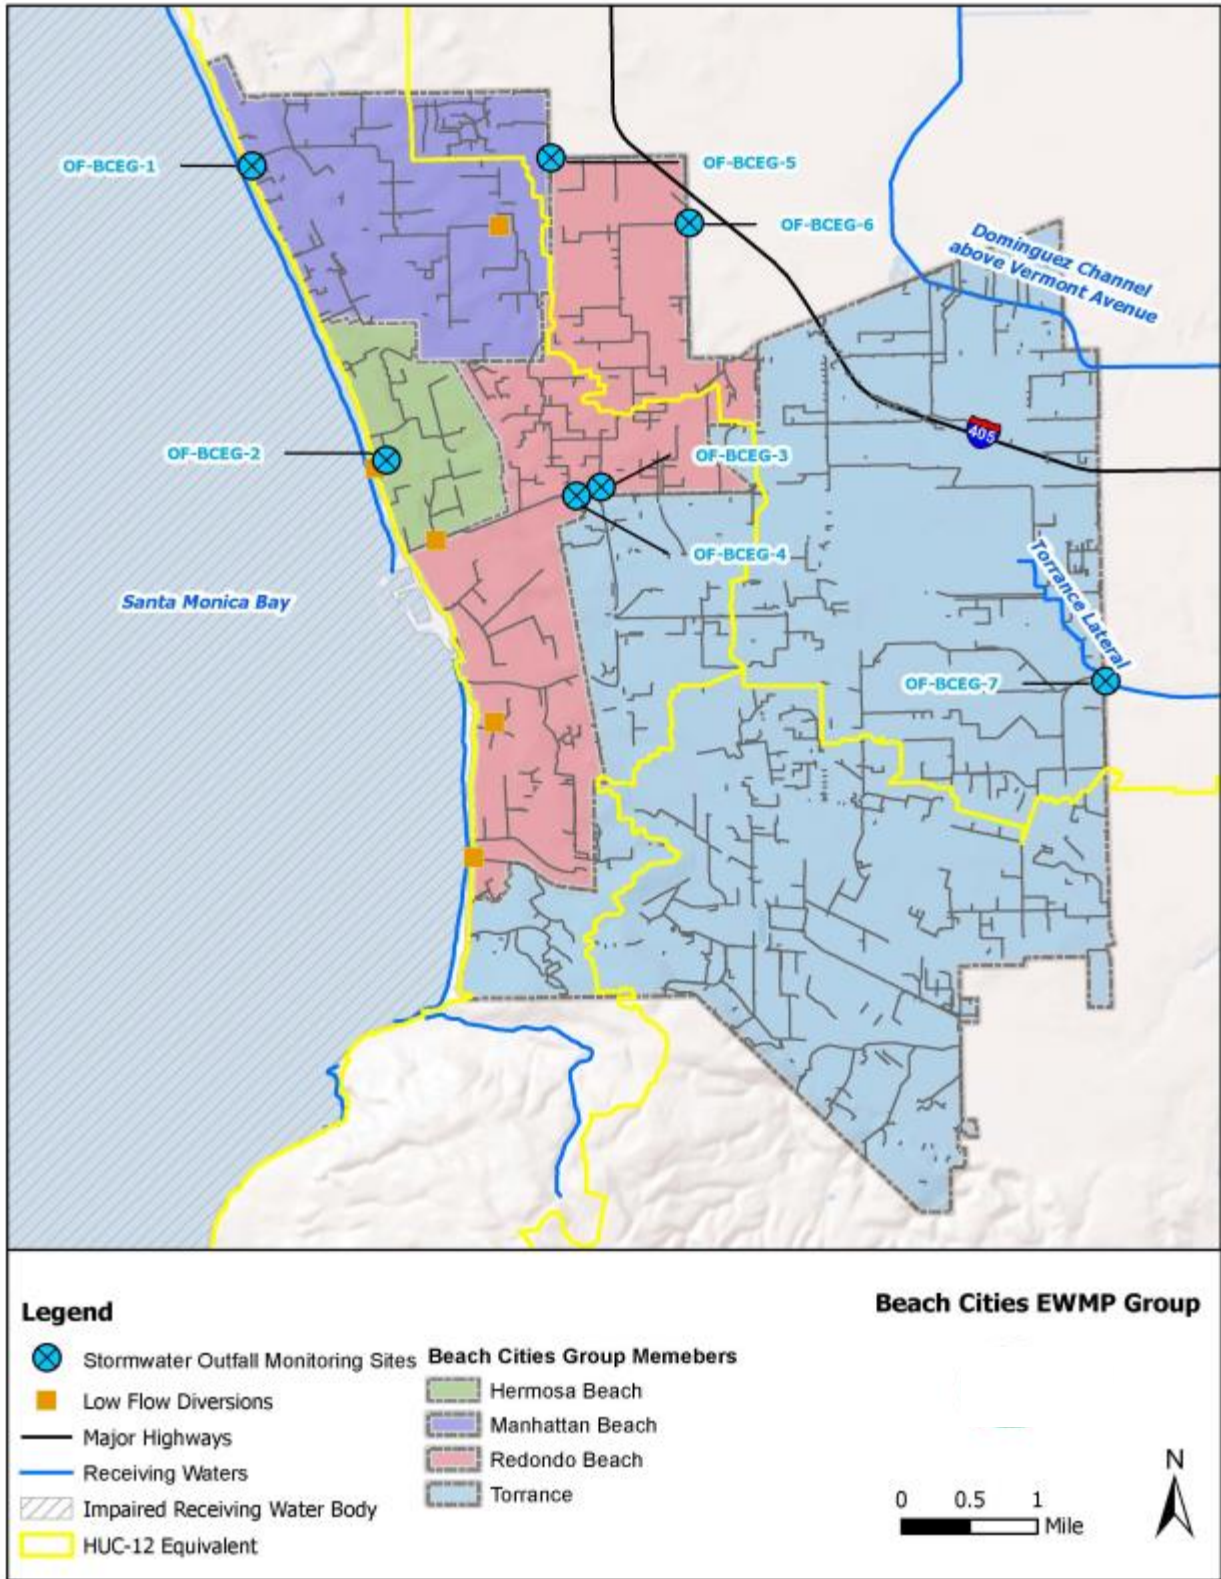 OF-BCEG-1
OF-BCEG-5
OF-BCEG-6
Dominguez Channel
above Vermont Avenue
405
OF-BCEG-2
OF-BCEG-3
OF-BCEG-4
Torrance Lateral
Santa Monica Bay
OF-BCEG-7
Legend
Stormwater Outfall Monitoring Sites
Low Flow Diversions
Major Highways
Receiving Waters
Impaired Receiving Water Body
HUC-12 Equivalent
Beach Cities Group Memebers
Hermosa Beach
Manhattan Beach
Redondo Beach
Torrance
Beach Cities EWMP Group
N
0 0.5 1
Mile